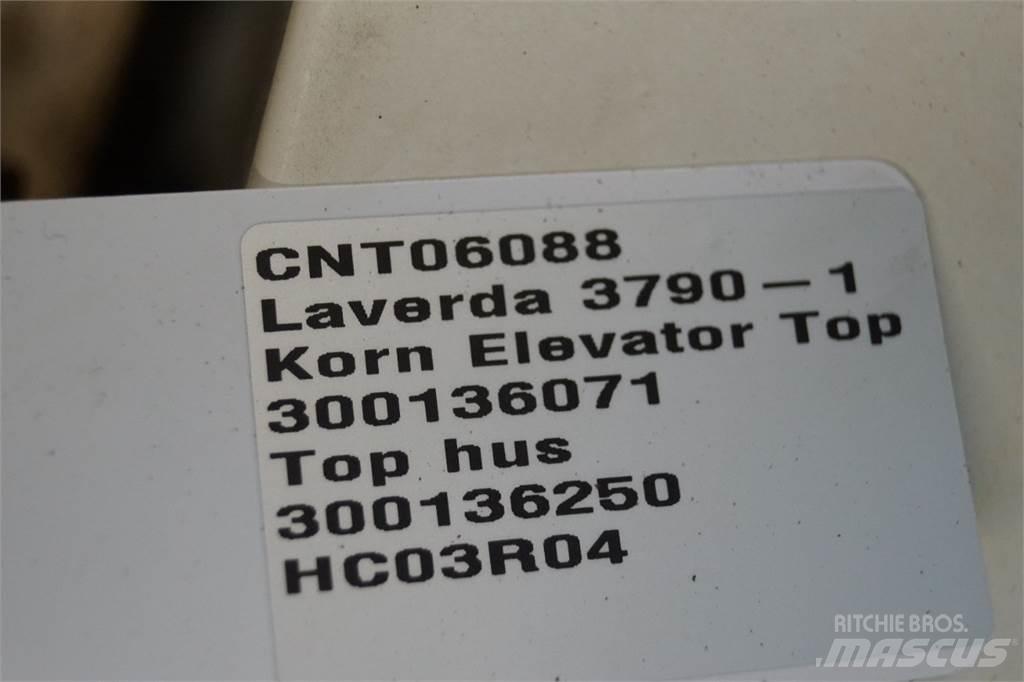 CNT06088
Laverda 3790-1
Korn Elevator Top
300136071
Top hus
300136250
HC03R04
RITCHIE BROS.
MASCUS